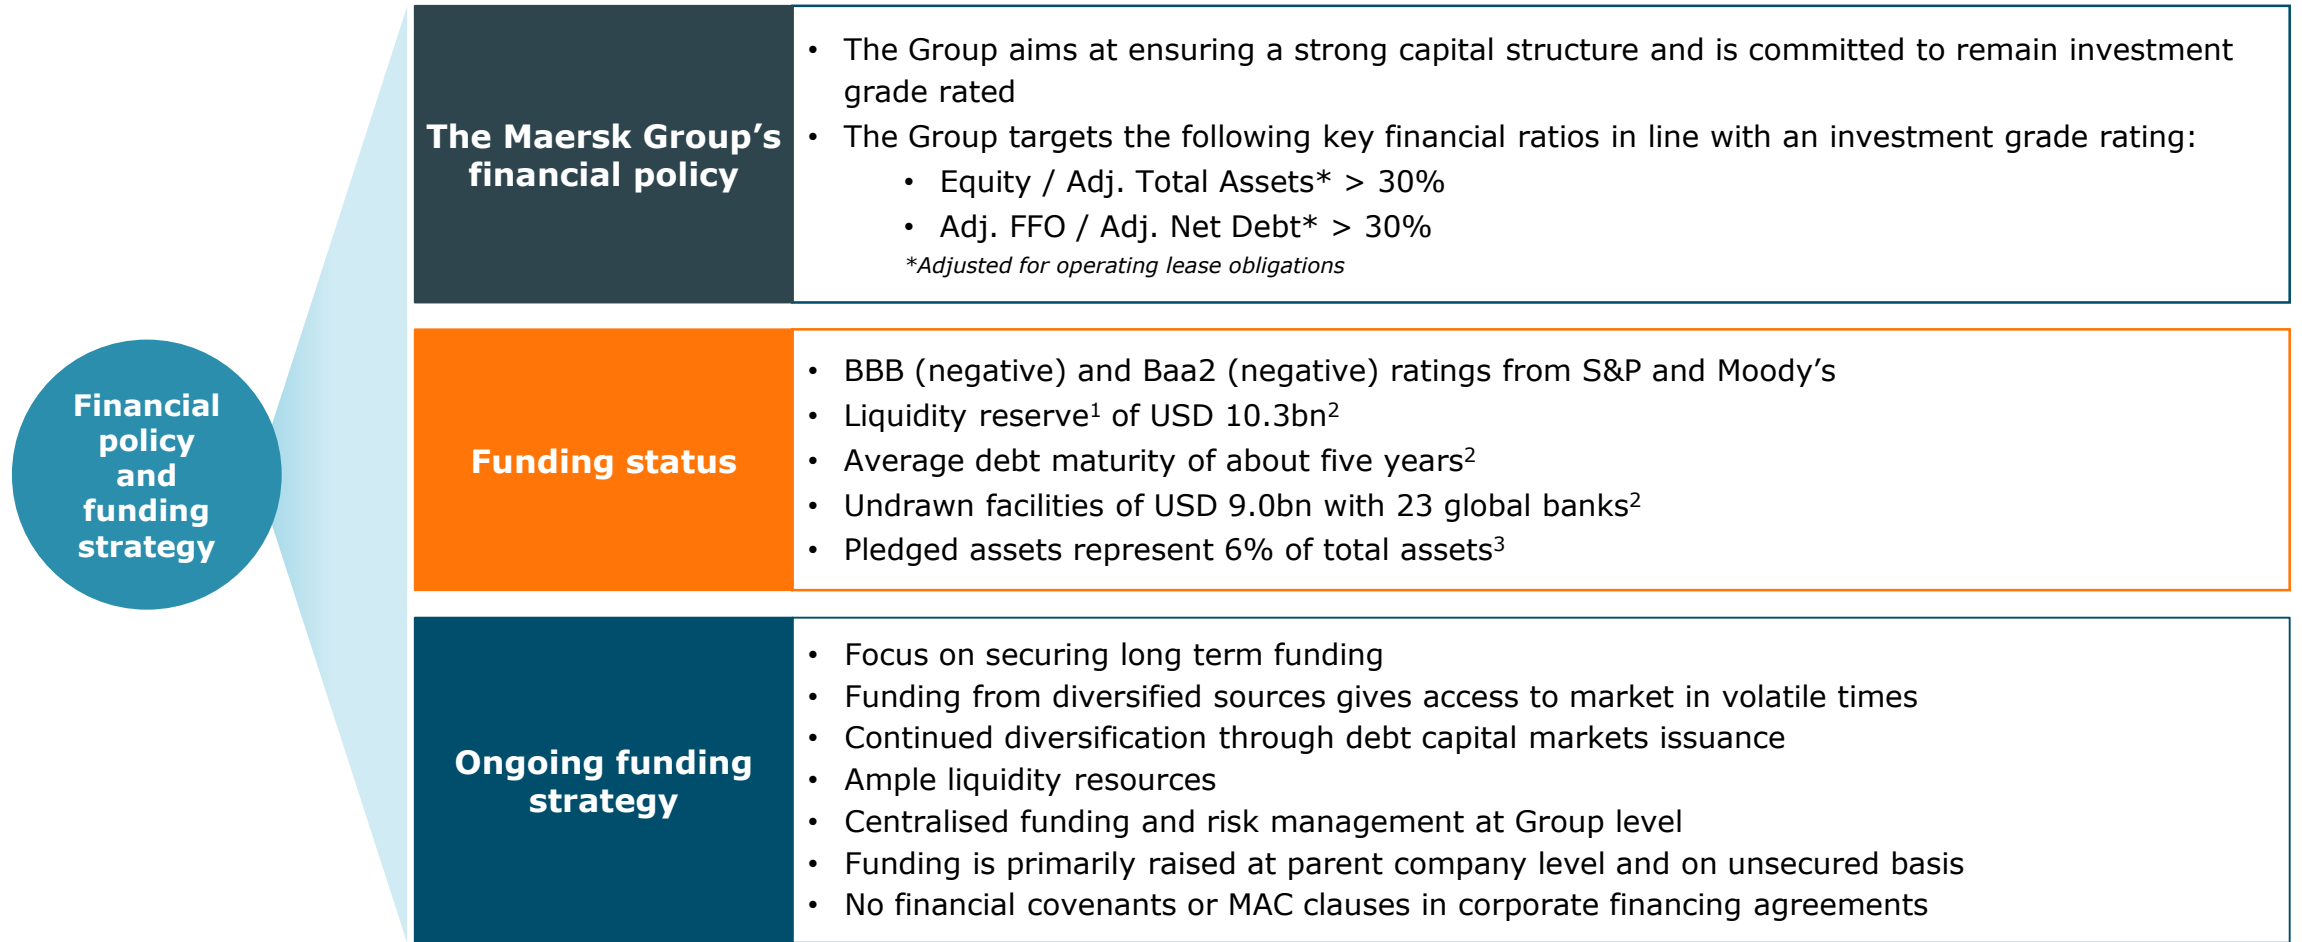 Financial
policy
and
funding
strategy
The Maersk Group’s
financial policy
• The Group aims at ensuring a strong capital structure and is committed to remain investment
grade rated
• The Group targets the following key financial ratios in line with an investment grade rating:
• Equity / Adj. Total Assets* > 30%
• Adj. FFO / Adj. Net Debt* > 30%
*Adjusted for operating lease obligations
Funding status
• BBB (negative) and Baa2 (negative) ratings from S&P and Moody’s
• Liquidity reserve¹ of USD 10.3bn²
• Average debt maturity of about five years²
• Undrawn facilities of USD 9.0bn with 23 global banks²
• Pledged assets represent 6% of total assets³
Ongoing funding
strategy
• Focus on securing long term funding
• Funding from diversified sources gives access to market in volatile times
• Continued diversification through debt capital markets issuance
• Ample liquidity resources
• Centralised funding and risk management at Group level
• Funding is primarily raised at parent company level and on unsecured basis
• No financial covenants or MAC clauses in corporate financing agreements